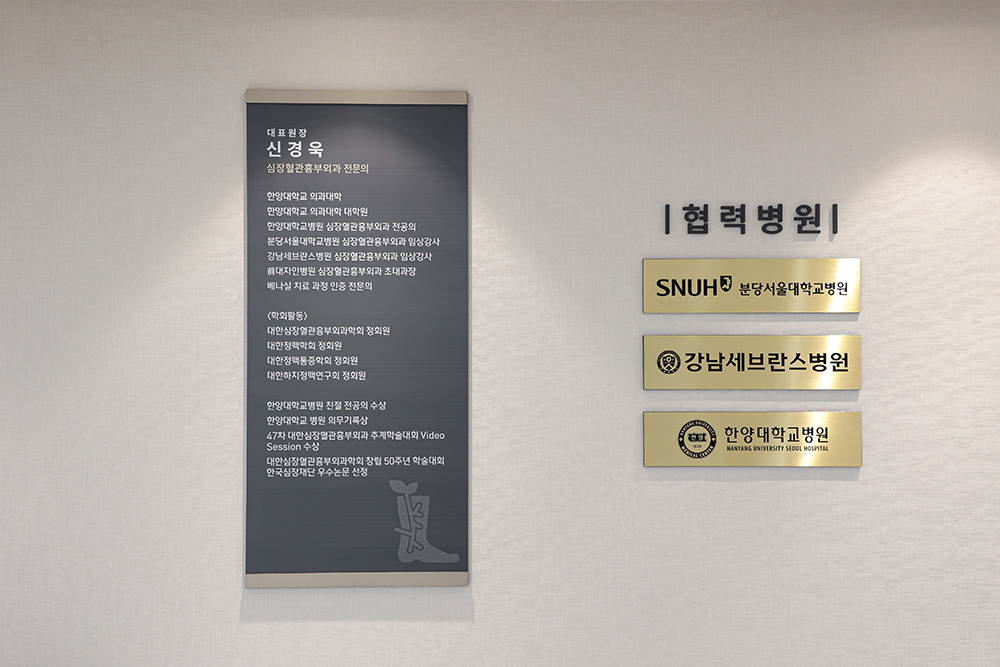 대표원장
신경욱
심장혈관흉부외과 전문의
한양대학교 의과대학
한양대학교 의과대학 대학원
한양대학교병원 심장혈관흉부외과 전공의
분당서울대학교병원 심장혈관흉부외과 임상강사
강남세브란스병원 심장혈관흉부외과 임상강사
前대자인병원 심장혈관흉부외과 초대과장
베나실 치료 과정 인증 전문의
<학회활동>
대한심장혈관흉부외과학회 정회원
대한정맥학회 정회원
대한정맥통증학회 정회원
대한하지정맥연구회 정회원
한양대학교병원 친절 전공의 수상
한양대학교 병원 의무기록상
47차 대한심장혈관흉부외과 추계학술대회 Video
Session 수상
대한심장혈관흉부외과학회 창립 50주년 학술대회
한국심장재단 우수논문 선정
|협력병원|
SNUH 분당서울대학교병원
강남세브란스병원
한양대학교병원
HANYANG UNIVERSITY SEOUL HOSPITAL
HANYANG UNIVERSITY
MEDICAL CENTER